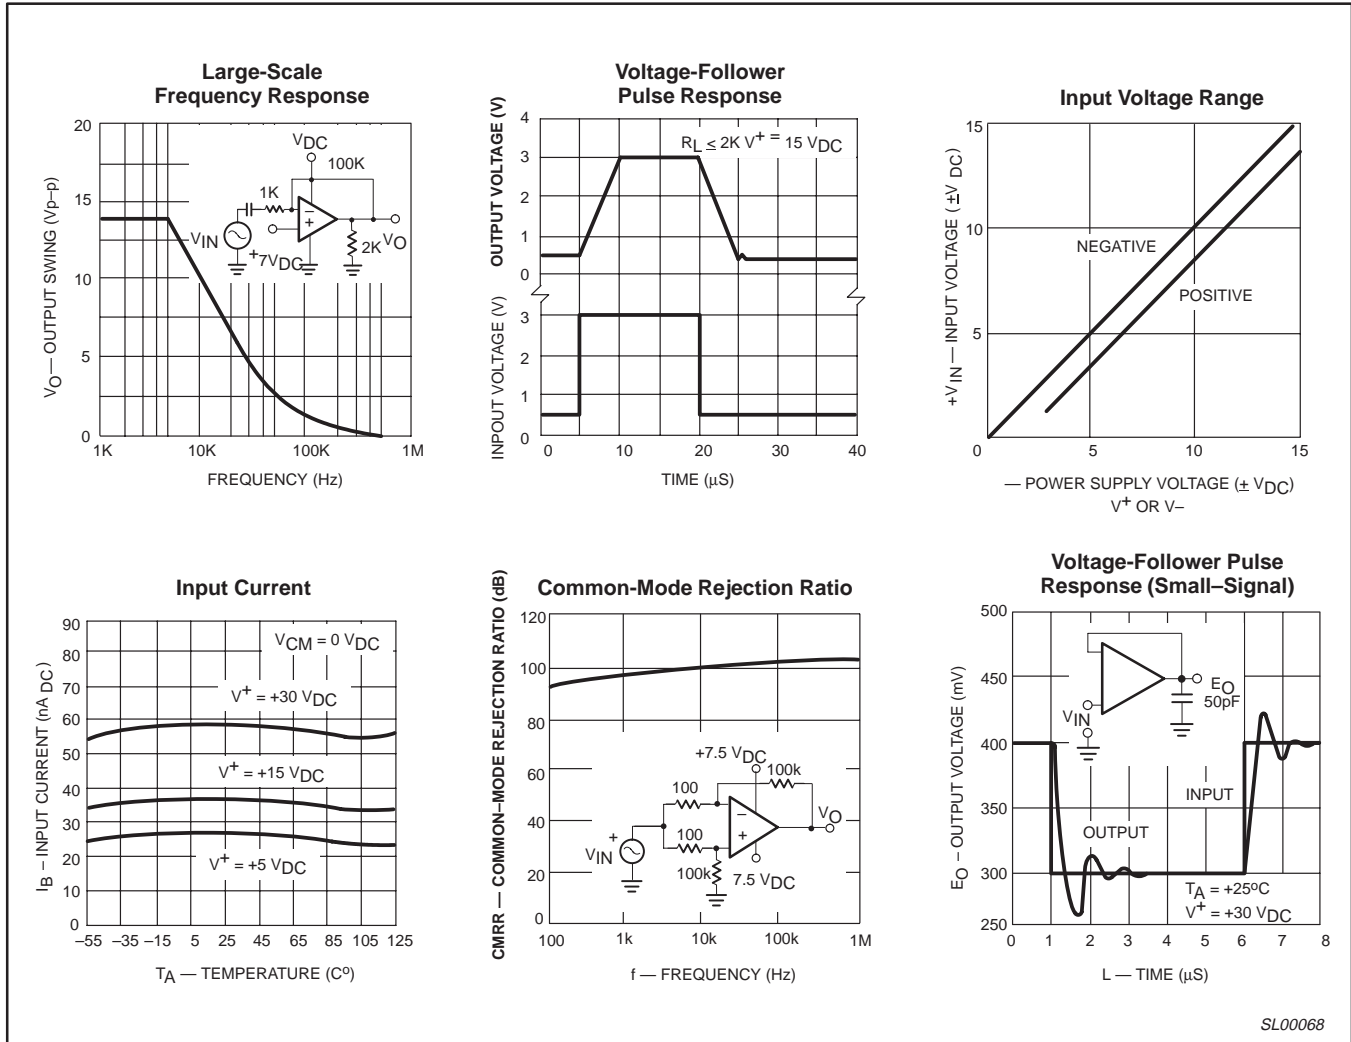 Large-Scale
Frequency Response
VO — OUTPUT SWING (Vp–p)
20
15
10
5
0
1K
10K
100K
1M
FREQUENCY (Hz)
VDC
100K
1K
VIN
+7VDC
2K
VO
–
+
Voltage-Follower
Pulse Response
OUTPUT VOLTAGE (V)
4
3
2
1
0
RL ≤ 2K V+ = 15 VDC
INPOUT VOLTAGE (V)
3
2
1
0
0
10
20
30
40
TIME (μS)
Input Voltage Range
+VIN — INPUT VOLTAGE (±V DC)
15
10
5
0
5
10
15
NEGATIVE
POSITIVE
— POWER SUPPLY VOLTAGE (± VDC)
V+ OR V–
Input Current
IB – INPUT CURRENT (nA DC)
90
80
70
60
50
40
30
20
10
0
–55 –35 –15 5 25 45 65 85 105 125
TA — TEMPERATURE (Cº)
VCM = 0 VDC
V+ = +30 VDC
V+ = +15 VDC
V+ = +5 VDC
Common-Mode Rejection Ratio
CMRR — COMMON–MODE REJECTION RATIO (dB)
120
100
80
60
40
20
0
100
1k
10k
100k
1M
f — FREQUENCY (Hz)
+7.5 VDC
100k
100
VO
–
+
100
+
VIN
100k
7.5 VDC
Voltage-Follower Pulse
Response (Small–Signal)
EO – OUTPUT VOLTAGE (mV)
500
450
400
350
300
250
0 1 2 3 4 5 6 7 8
L — TIME (μS)
EO
50pF
VIN
INPUT
OUTPUT
TA = +25ºC
V+ = +30 VDC
SL00068